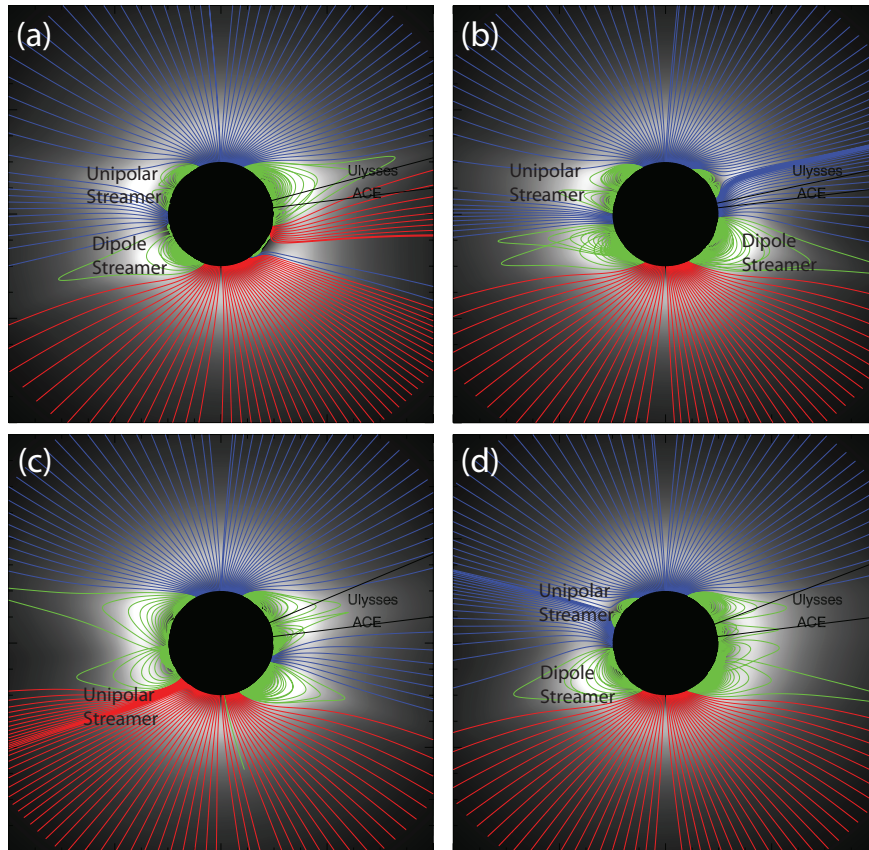 (a)
Unipolar
Streamer
Dipole
Streamer
Ulysses
ACE
(b)
Unipolar
Streamer
Ulysses
ACE
Dipole
Streamer
(c)
Ulysses
ACE
Unipolar
Streamer
(d)
Unipolar
Streamer
Ulysses
ACE
Dipole
Streamer